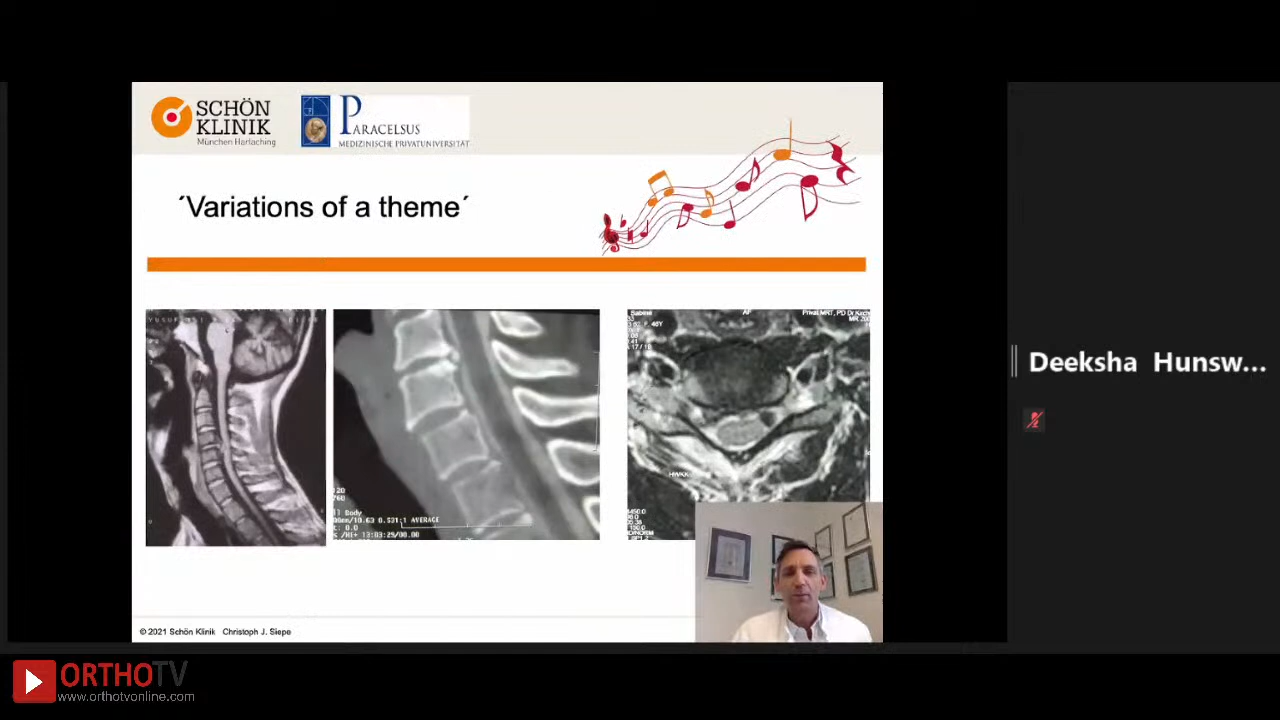 SCHÖN
KLINIK
München Harlaching
PARACELSUS
MEDIZINISCHE PRIVATUNIVERSITÄT
´Variations of a theme´
AVERAGE
© 2021 Schön Klinik Christoph J. Siepe
Deeksha Hunsw...
ORTHOTV
www.orthotvonline.com